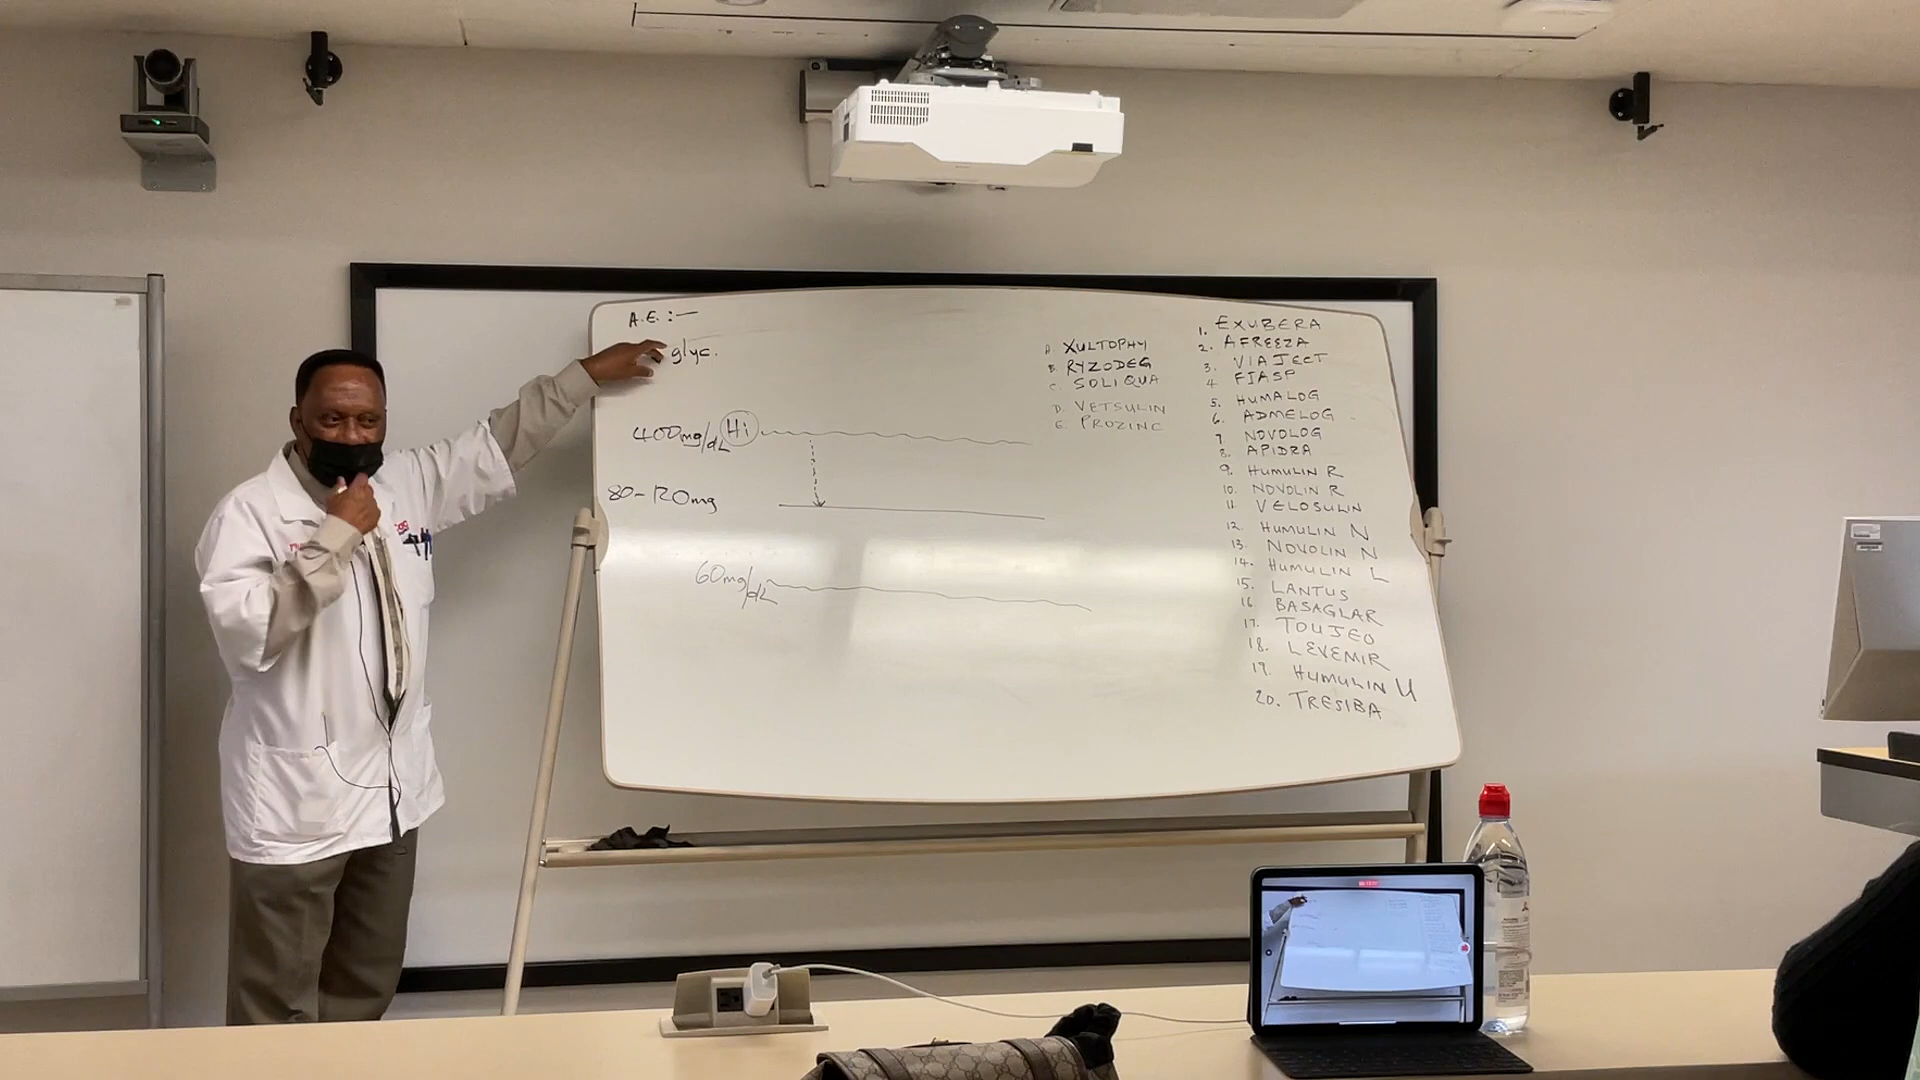 A.E. :—
glyc.
400mg/dL Hi
80-120mg
60mg/dL
A. XULTOPHY
B. RYZODEG
C. SOLIQUA
D. VETSULIN
E. PROZINC
1. EXUBERA
2. AFREEZA
3. VIAJECT
4 FIASP
5. HUMALOG
6. ADMELOG
7 NOVOLOG
8. APIDRA
9. HUMULIN R
10. NOVOLIN R
11. VELOSULIN
12. HUMULIN N
13. NOVOLIN N
14. HUMULIN L
15. LANTUS
16 BASAGLAR
17. TOUJEO
18. LEVEMIR
19. HUMULIN U
20. TRESIBA